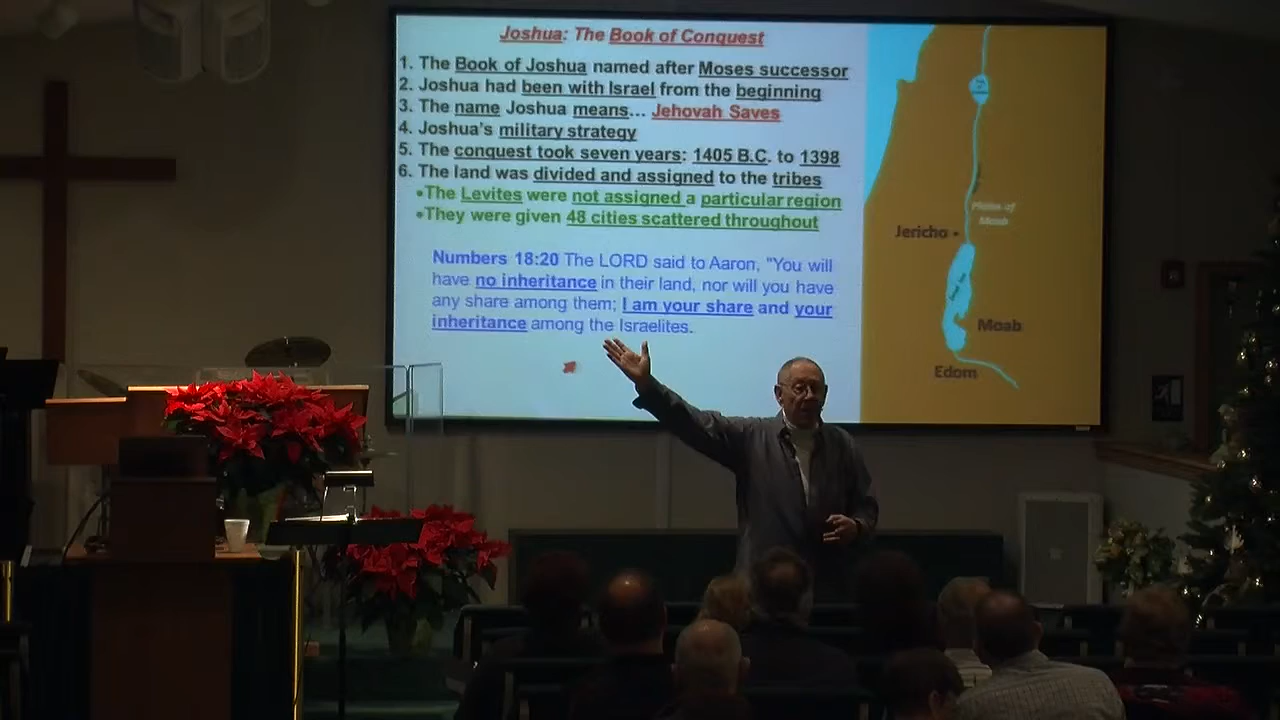 Joshua: The Book of Conquest
1. The Book of Joshua named after Moses successor
2. Joshua had been with Israel from the beginning
3. The name Joshua means... Jehovah Saves
4. Joshua's military strategy
5. The conquest took seven years: 1405 B.C. to 1398
6. The land was divided and assigned to the tribes
•The Levites were not assigned a particular region
•They were given 48 cities scattered throughout
Numbers 18:20 The LORD said to Aaron, "You will
have no inheritance in their land, nor will you have
any share among them; I am your share and your
inheritance among the Israelites.
Plains of
Moab
Jericho
Moab
Edom